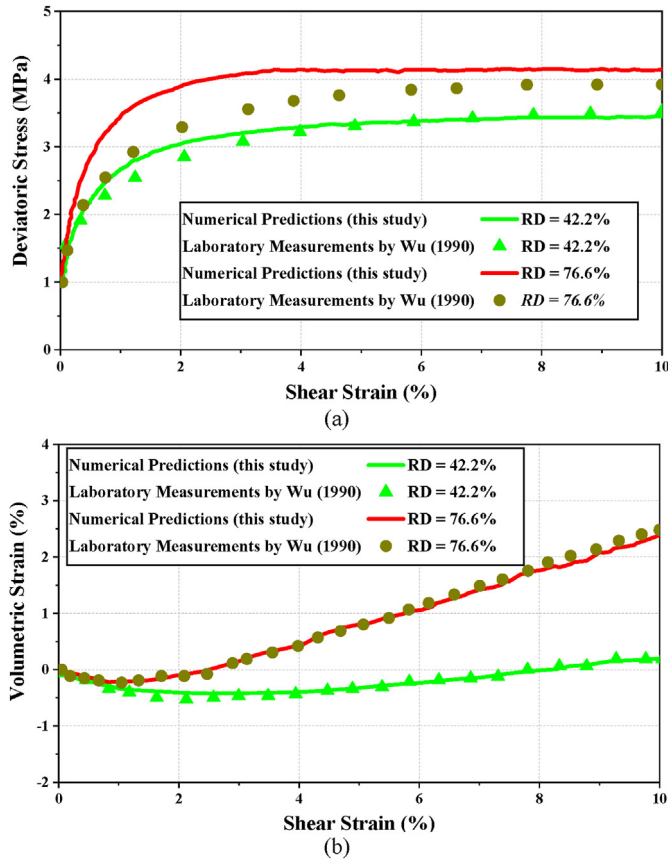 (a)
5
4
3
2
1
0
Deviatoric Stress (MPa)
Numerical Predictions (this study) RD = 42.2%
Laboratory Measurements by Wu (1990) RD = 42.2%
Numerical Predictions (this study) RD = 76.6%
Laboratory Measurements by Wu (1990) RD = 76.6%
0 2 4 6 8 10
Shear Strain (%)
(a)
4
3
2
1
0
-1
-2
Volumetric Strain (%)
Numerical Predictions (this study) RD = 42.2%
Laboratory Measurements by Wu (1990) RD = 42.2%
Numerical Predictions (this study) RD = 76.6%
Laboratory Measurements by Wu (1990) RD = 76.6%
0 2 4 6 8 10
Shear Strain (%)
(b)